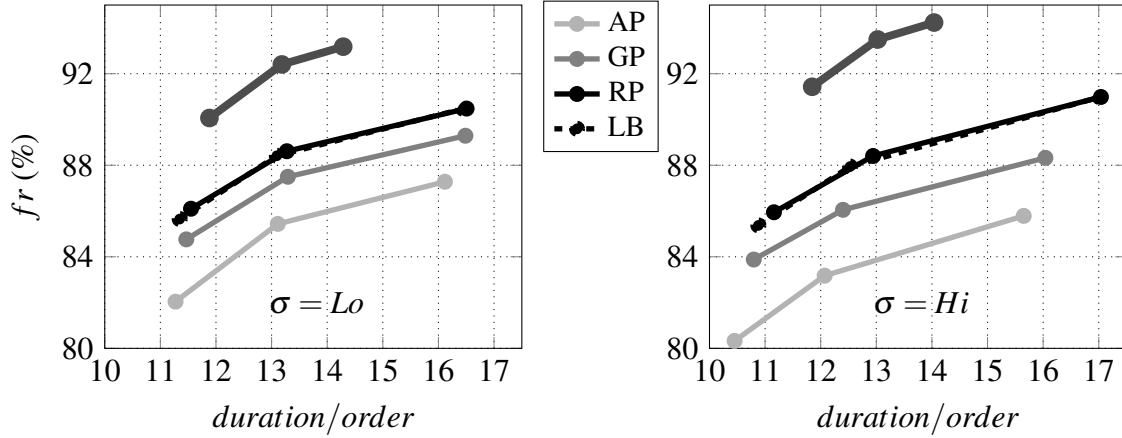 92
88
84
80
fr (%)
σ = Lo
10 11 12 13 14 15 16 17
duration/order
AP
GP
RP
LB
92
88
84
80
σ = Hi
10 11 12 13 14 15 16 17
duration/order